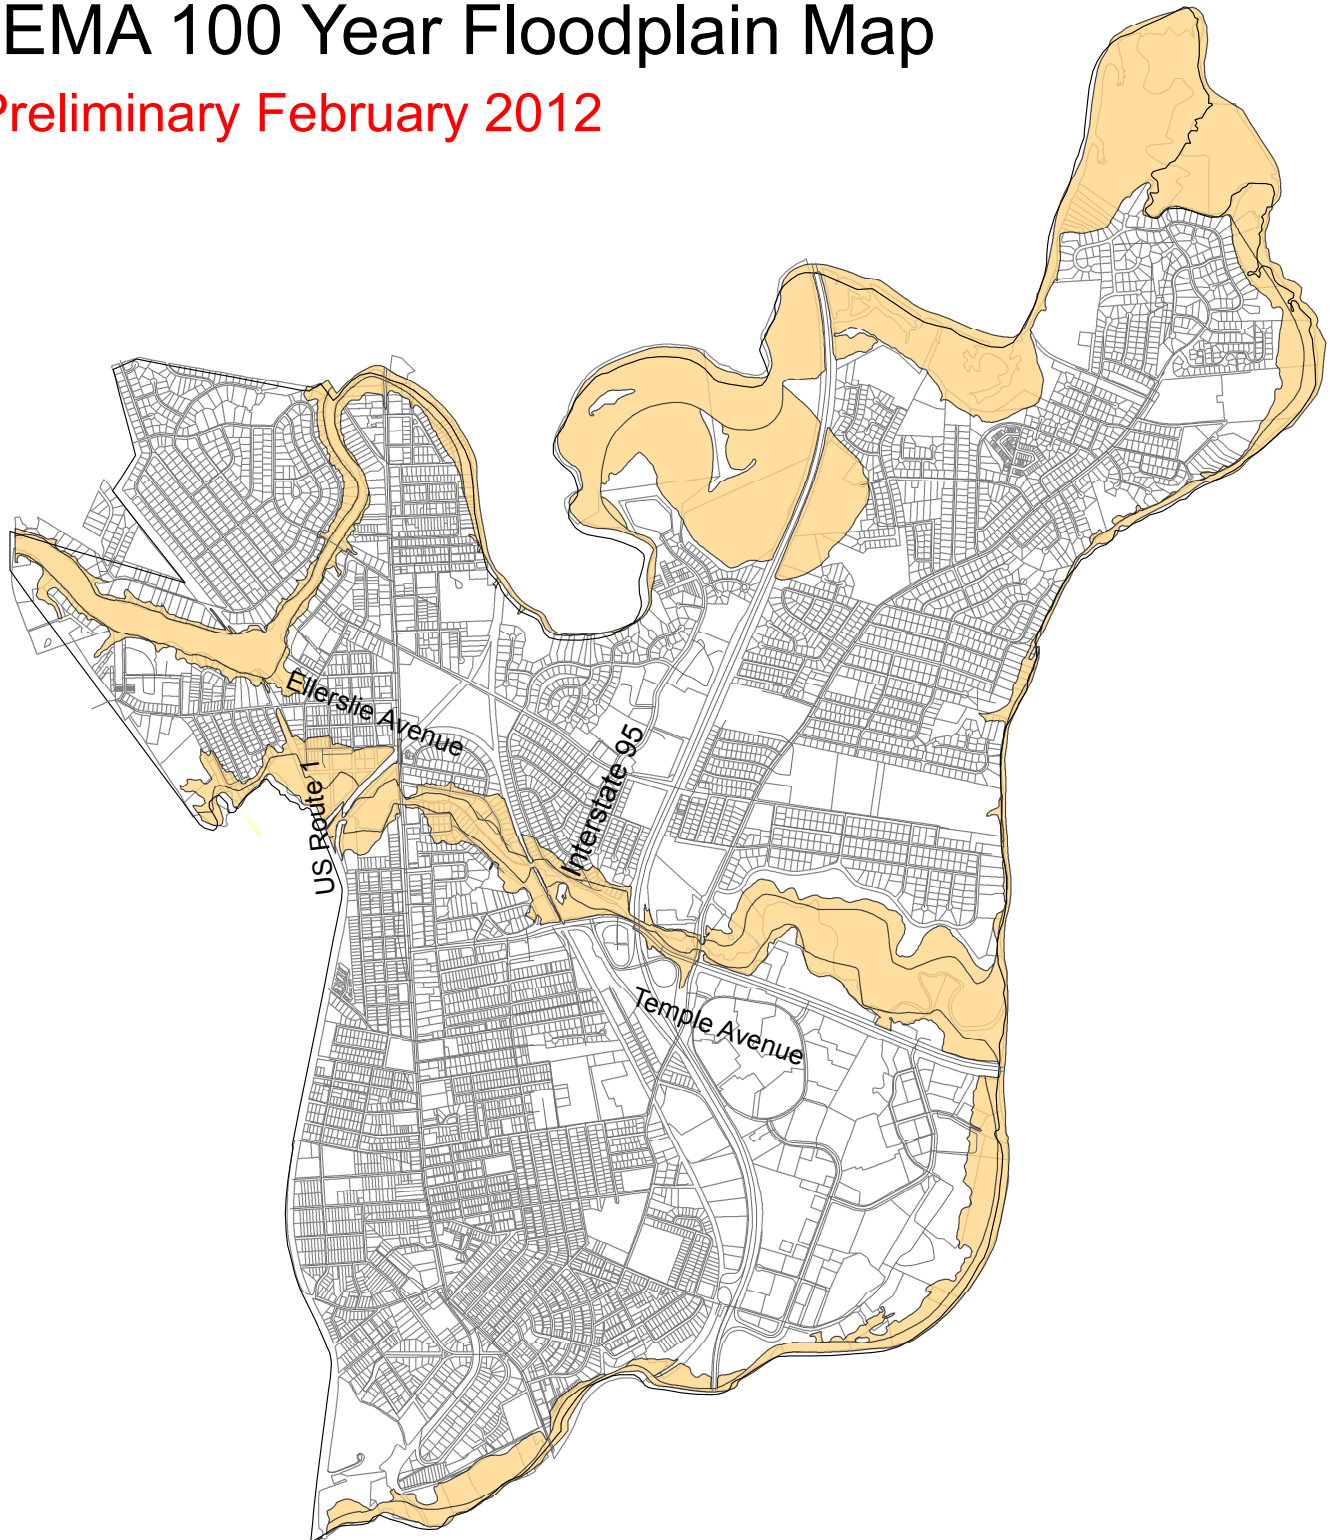 EMA 100 Year Floodplain Map
Preliminary February 2012
Ellerslie Avenue
US Route 1
Interstate 95
Temple Avenue